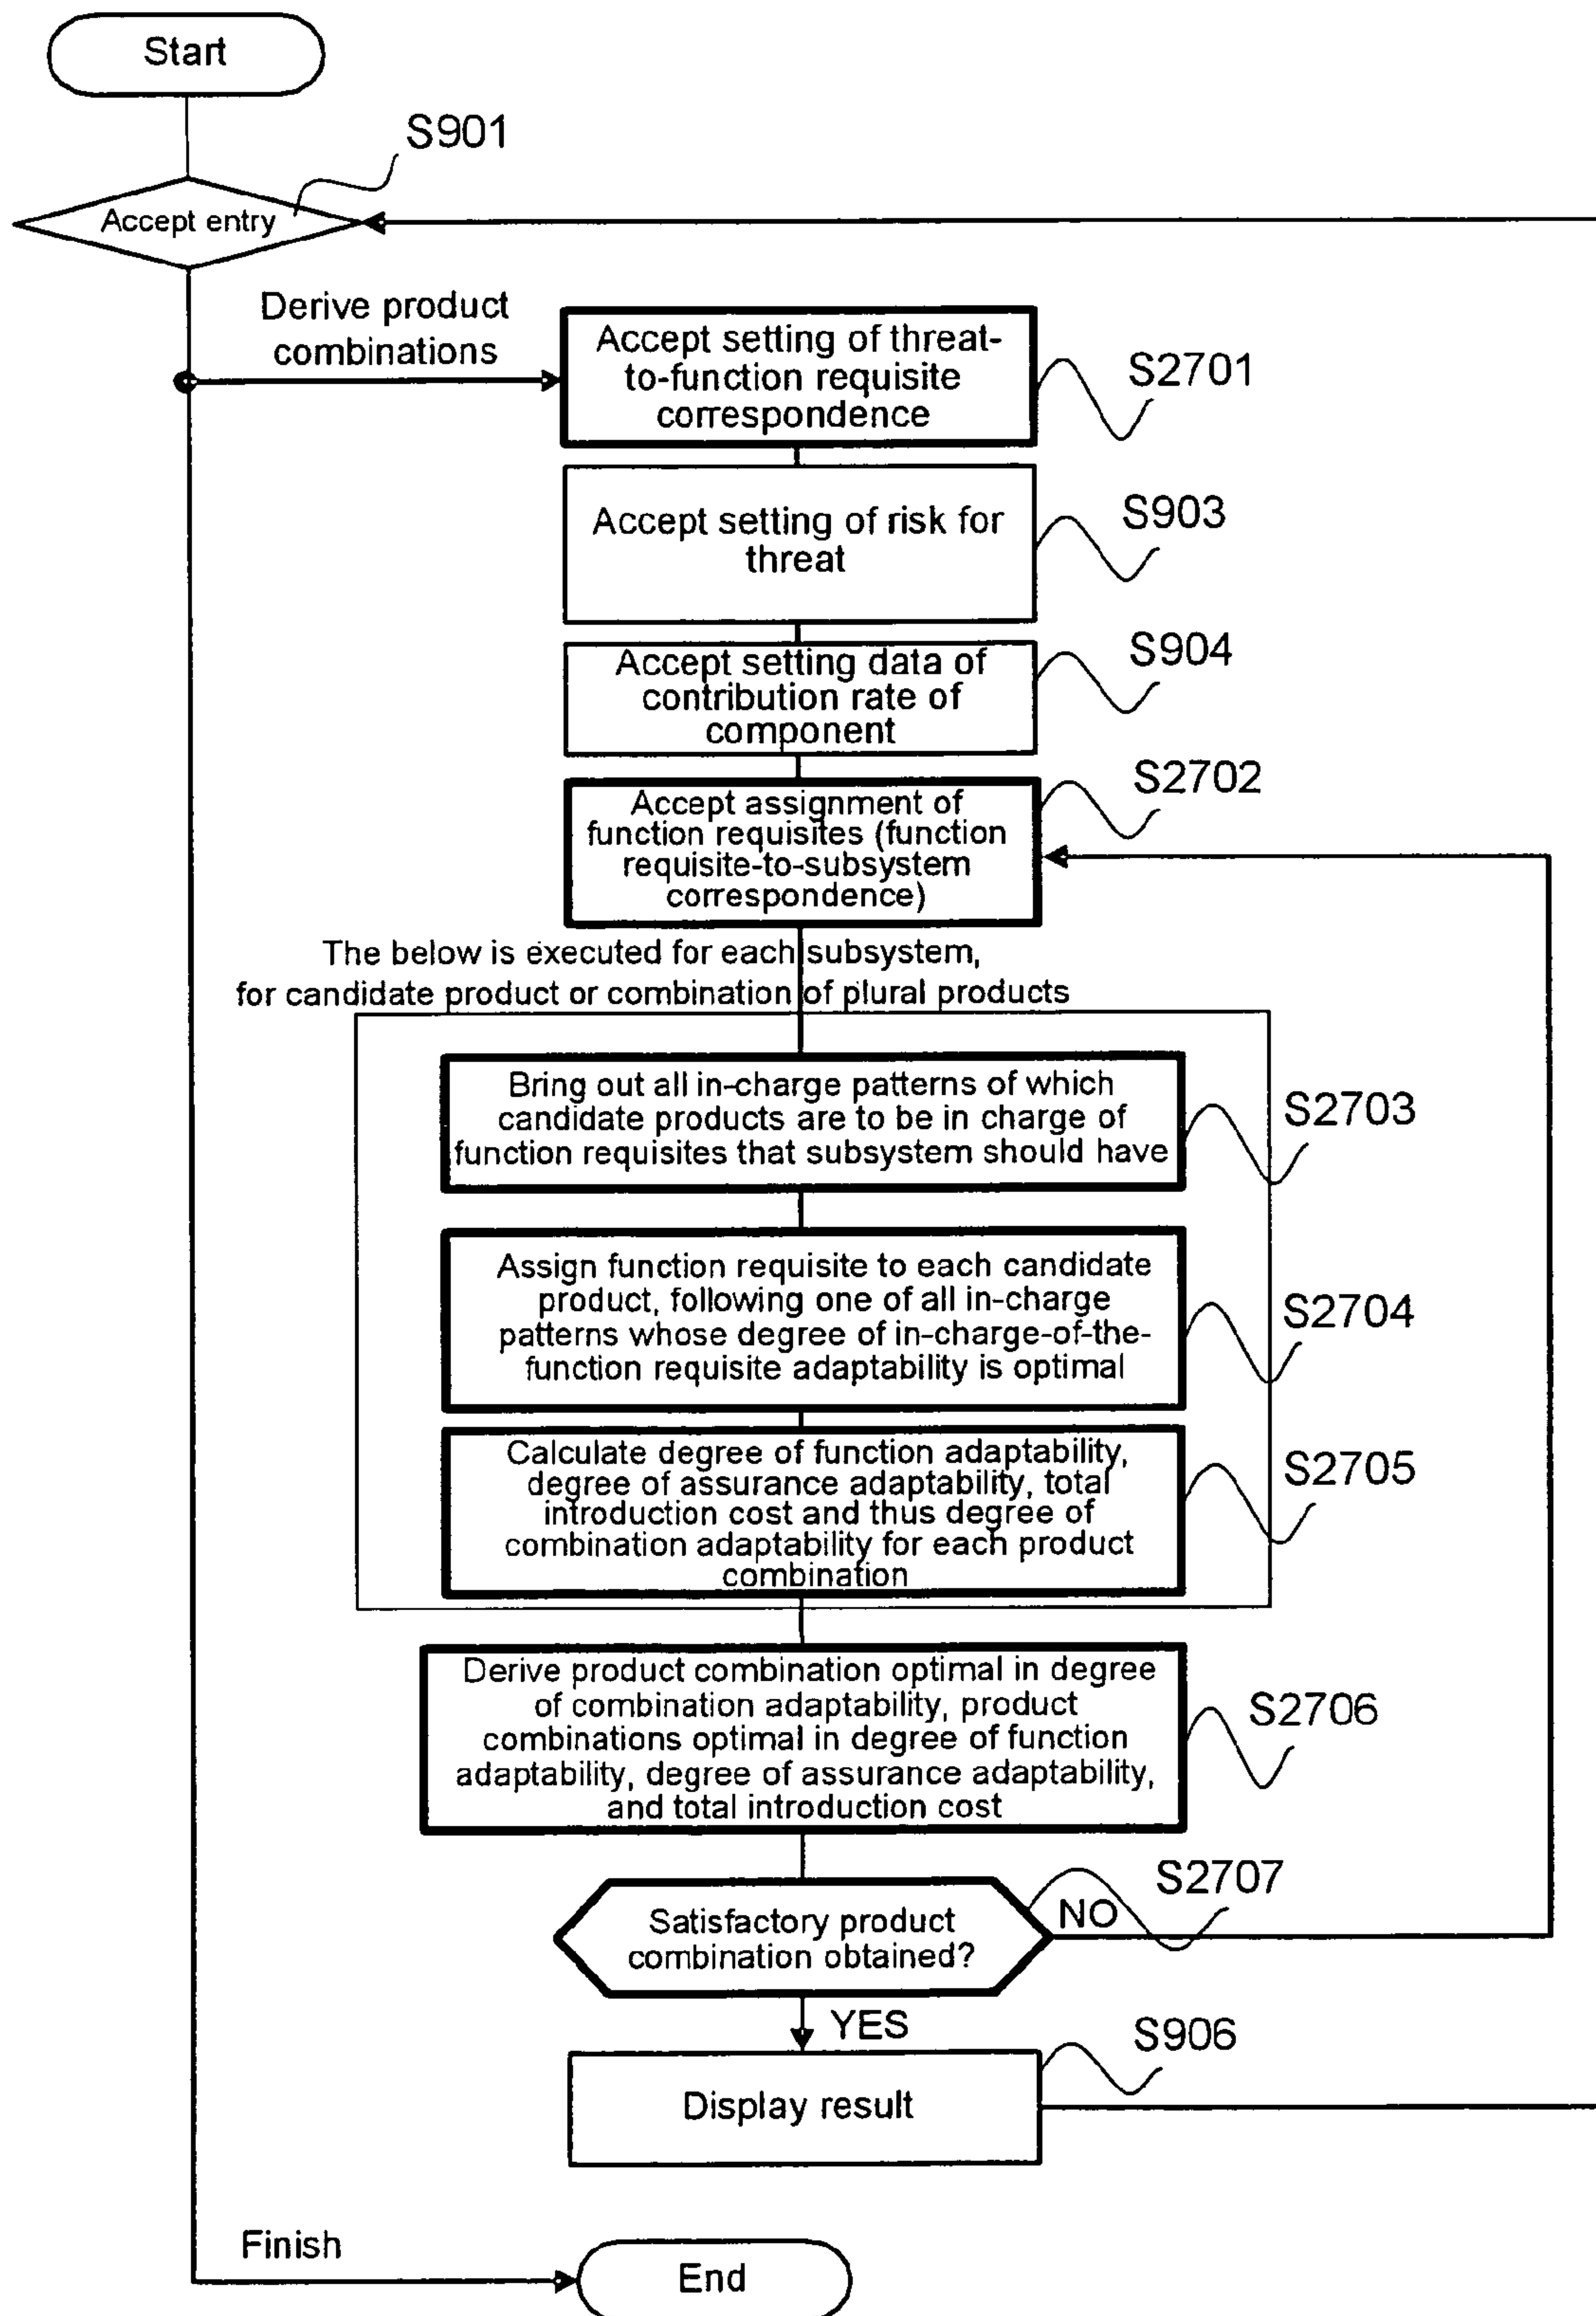 Start
S901
Accept entry
Derive product
combinations
Accept setting of threat-
to-function requisite
correspondence
S2701
Accept setting of risk for
threat
S903
Accept setting data of
contribution rate of
component
S904
Accept assignment of
function requisites (function
requisite-to-subsystem
correspondence)
S2702
The below is executed for each subsystem,
for candidate product or combination of plural products
Bring out all in-charge patterns of which
candidate products are to be in charge of
function requisites that subsystem should have
S2703
Assign function requisite to each candidate
product, following one of all in-charge
patterns whose degree of in-charge-of-the-
function requisite adaptability is optimal
S2704
Calculate degree of function adaptability,
degree of assurance adaptability, total
introduction cost and thus degree of
combination adaptability for each product
combination
S2705
Derive product combination optimal in degree
of combination adaptability, product
combinations optimal in degree of function
adaptability, degree of assurance adaptability,
and total introduction cost
S2706
Satisfactory product
combination obtained?
S2707
NO
YES
S906
Display result
Finish
End